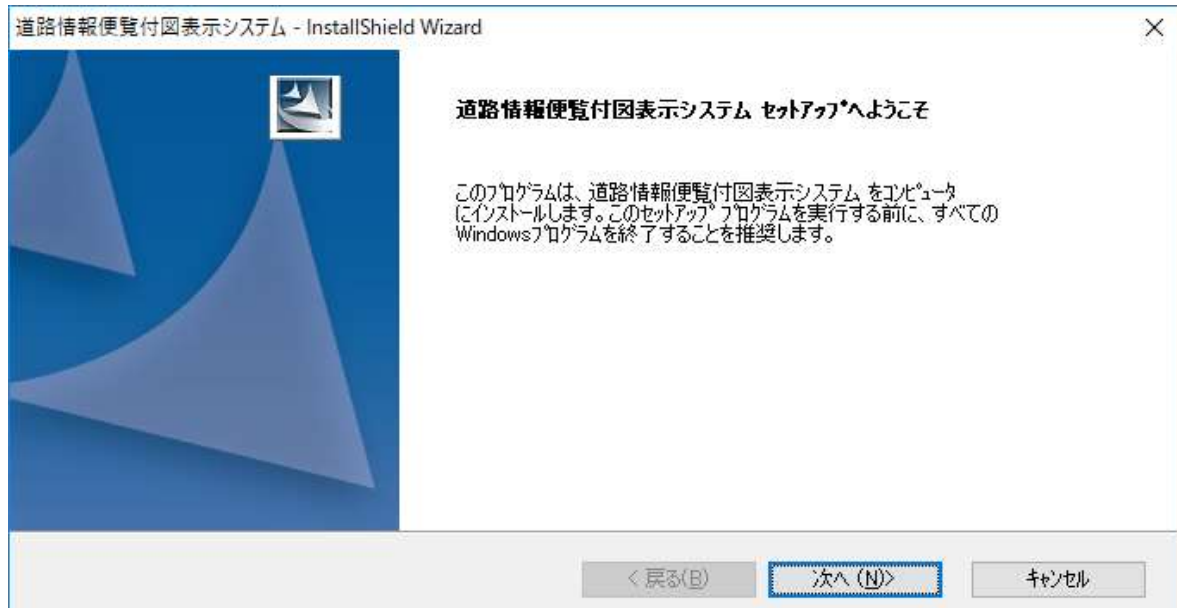 道路情報便覧付図表示システム - InstallShield Wizard
道路情報便覧付図表示システム ｾｯﾄｱｯﾌﾟへようこそ
このﾌﾟﾛｸﾞﾗﾑは、道路情報便覧付図表示システム をｺﾝﾋﾟｭｰﾀ
にｲﾝｽﾄｰﾙします。このｾｯﾄｱｯﾌﾟ ﾌﾟﾛｸﾞﾗﾑを実行する前に、すべての
Windowsﾌﾟﾛｸﾞﾗﾑを終了することを推奨します。
< 戻る(B)
次へ (N)>
ｷｬﾝｾﾙ